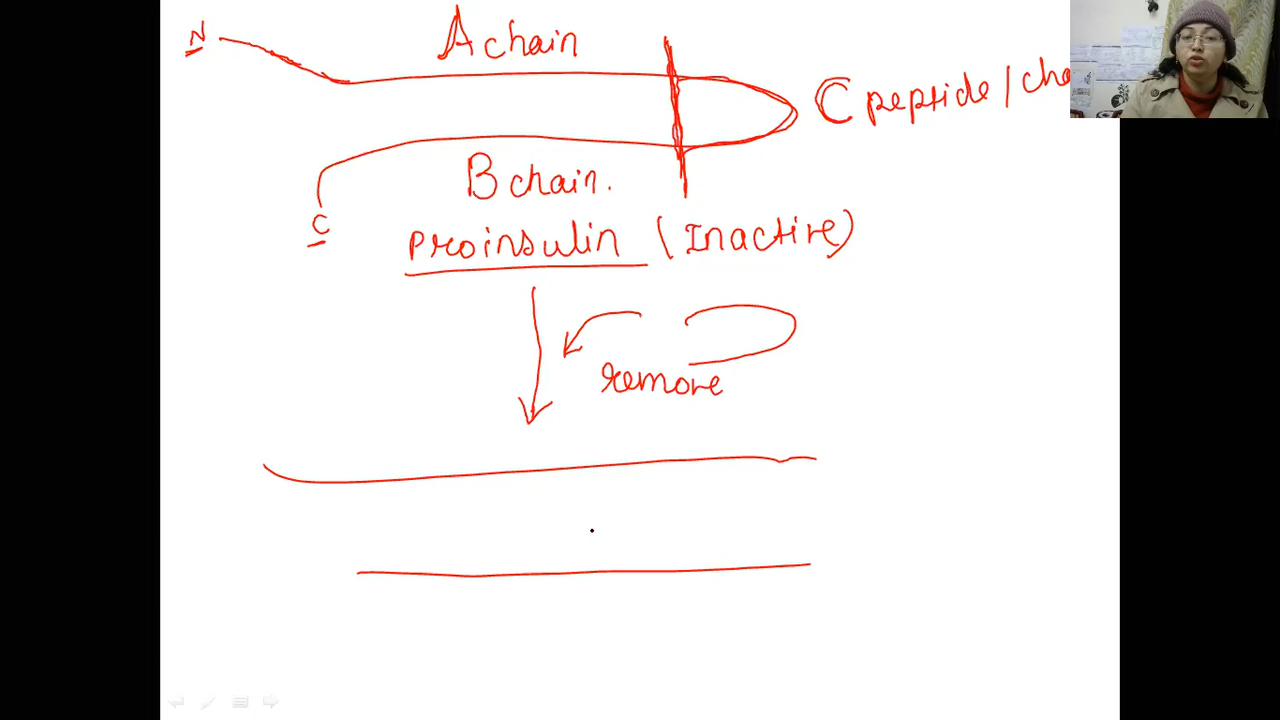 N
A chain
C peptide / cha
B chain.
C
proinsulin (Inactive)
remove